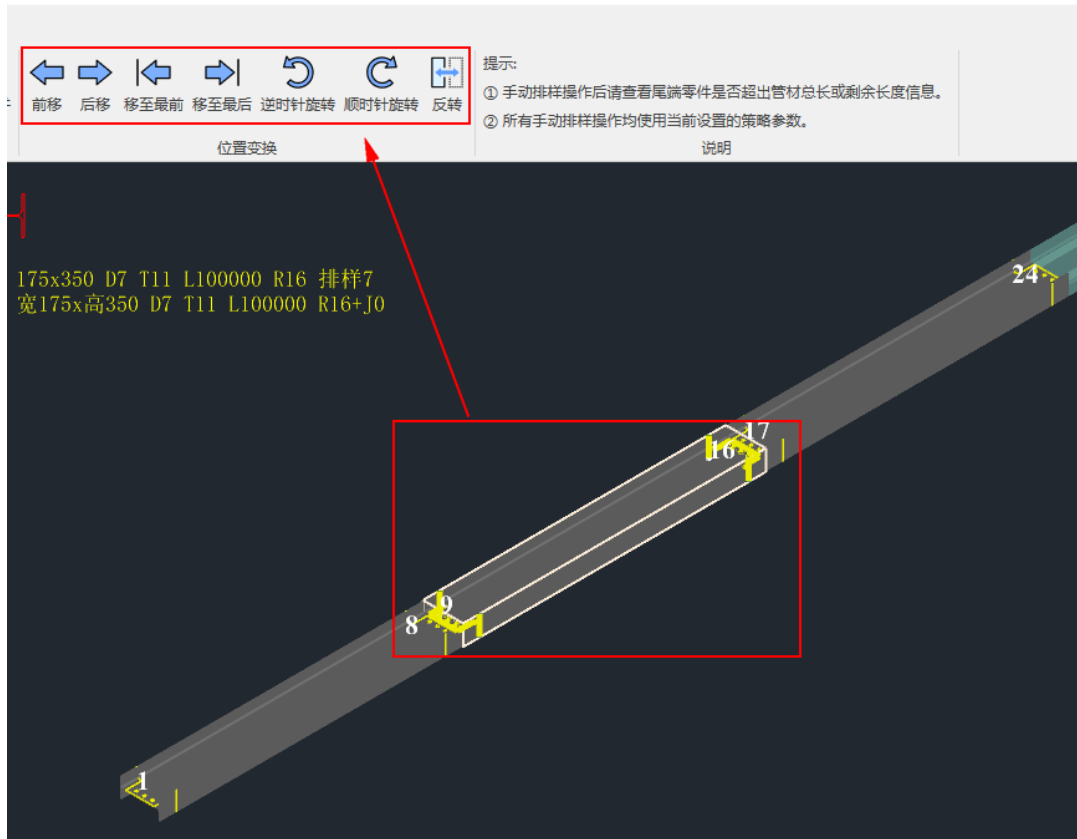 提示:
① 手动排样操作后请查看尾端零件是否超出管材总长或剩余长度信息。
前移 后移 移至最前 移至最后 逆时针旋转 顺时针旋转 反转
② 所有手动排样操作均使用当前设置的策略参数。
位置变换 说明
175x350 D7 T11 L100000 R16 排样7
宽175x高350 D7 T11 L100000 R16+J0
24
17
16
9
8
1